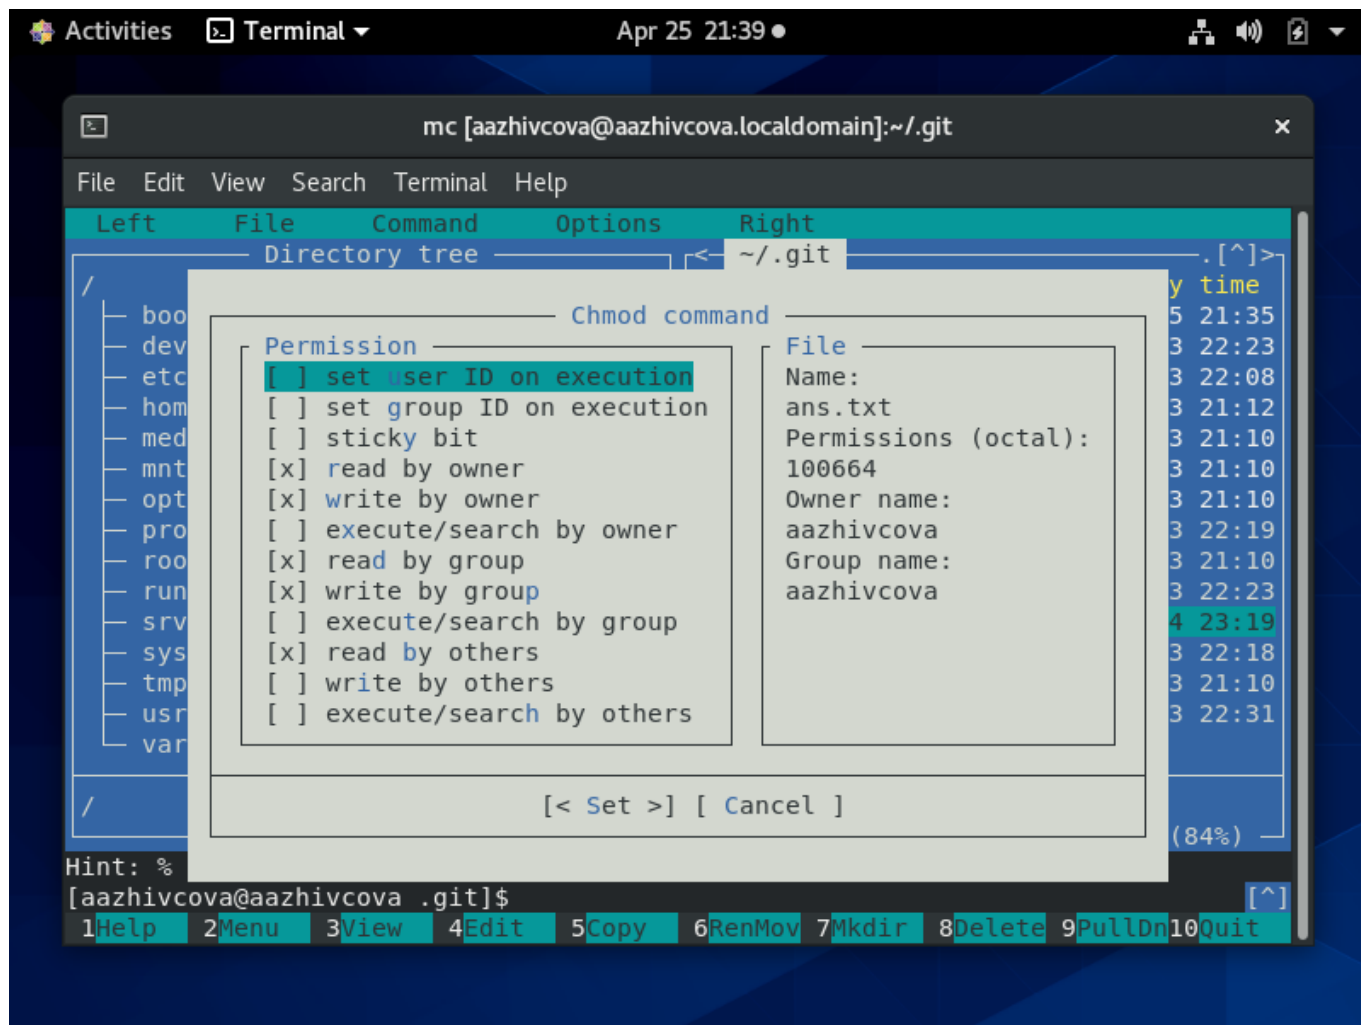 Activities Terminal Apr 25 21:39
mc [aazhivcova@aazhivcova.localdomain]:~/.git
File Edit View Search Terminal Help
Left File Command Options Right
Directory tree <─ ~/.git .[^]>
/ y time
boo Chmod command 5 21:35
dev Permission File 3 22:23
etc [ ] set user ID on execution Name: 3 22:08
hom [ ] set group ID on execution ans.txt 3 21:12
med [ ] sticky bit Permissions (octal): 3 21:10
mnt [x] read by owner 100664 3 21:10
opt [x] write by owner Owner name: 3 21:10
pro [ ] execute/search by owner aazhivcova 3 22:19
roo [x] read by group Group name: 3 21:10
run [x] write by group aazhivcova 3 22:23
srv [ ] execute/search by group 4 23:19
sys [x] read by others 3 22:18
tmp [ ] write by others 3 21:10
usr [ ] execute/search by others 3 22:31
var
/ [< Set >] [ Cancel ]
(84%)
Hint: %
[aazhivcova@aazhivcova .git]$ [^]
1Help 2Menu 3View 4Edit 5Copy 6RenMov 7Mkdir 8Delete 9PullDn 10Quit